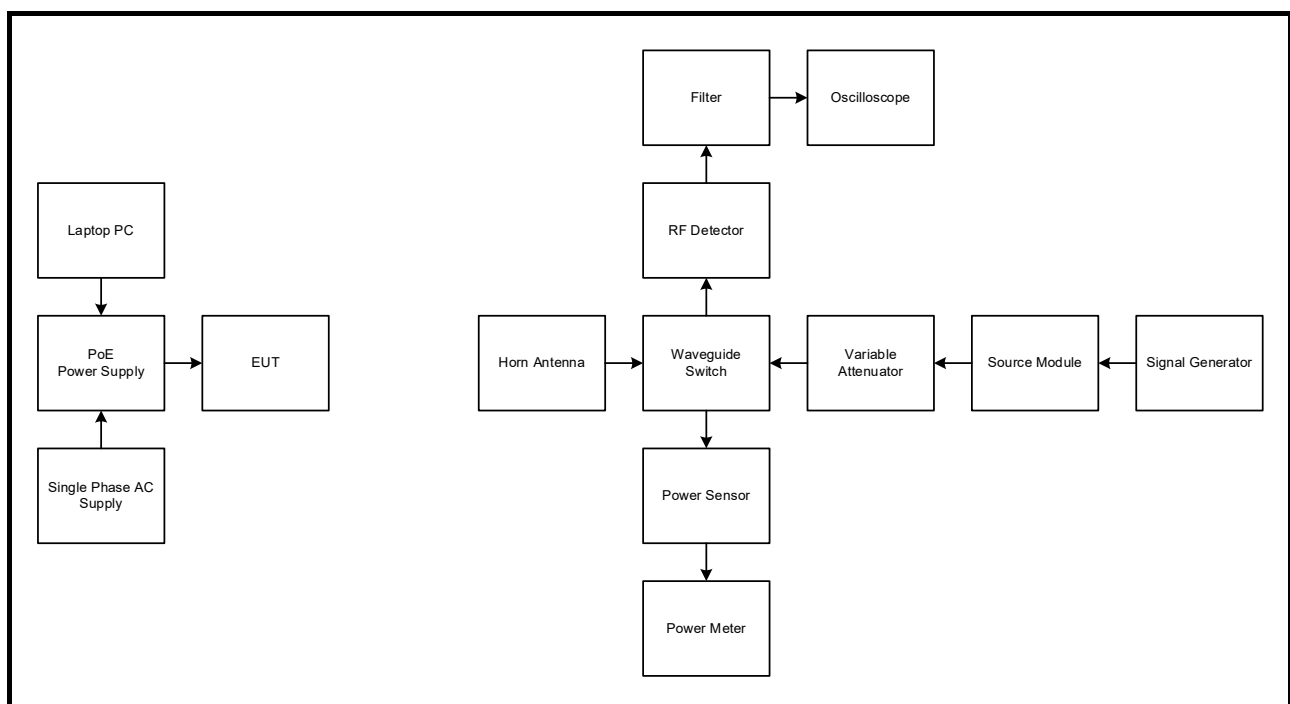 Filter
Oscilloscope
Laptop PC
RF Detector
PoE
Power Supply
EUT
Horn Antenna
Waveguide
Switch
Variable
Attenuator
Source Module
Signal Generator
Single Phase AC
Supply
Power Sensor
Power Meter